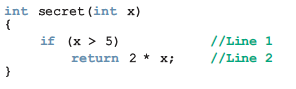 int secret(int x)
{
if (x > 5) //Line 1
return 2 * x; //Line 2
}